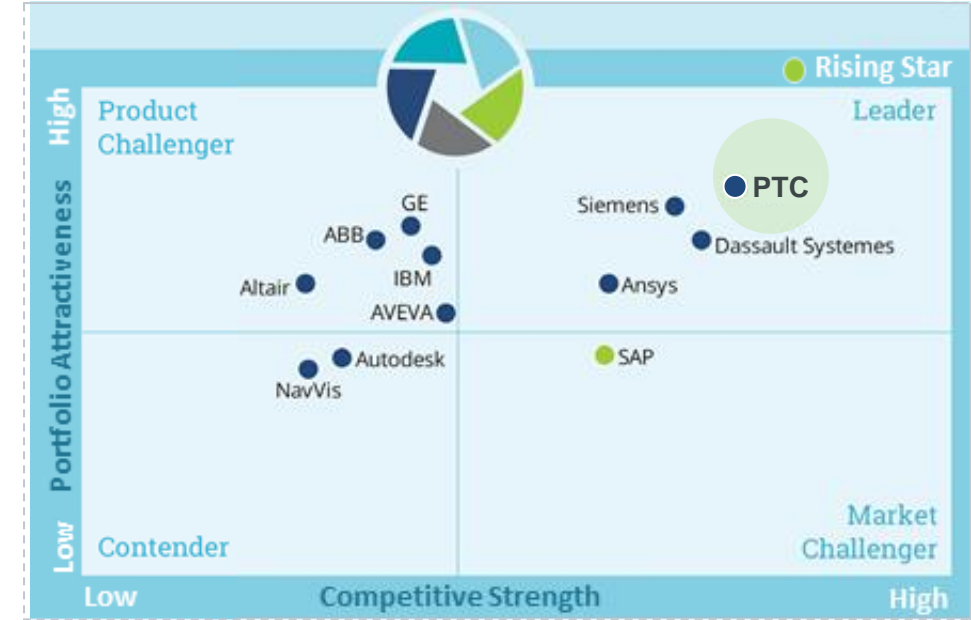 Rising Star
High
Product
Challenger
Leader
PTC
GE
Siemens
ABB
Dassault Systemes
IBM
Altair
Ansys
AVEVA
Portfolio Attractiveness
Autodesk
SAP
NavVis
Market
Challenger
Contender
Low
Low
Competitive Strength
High